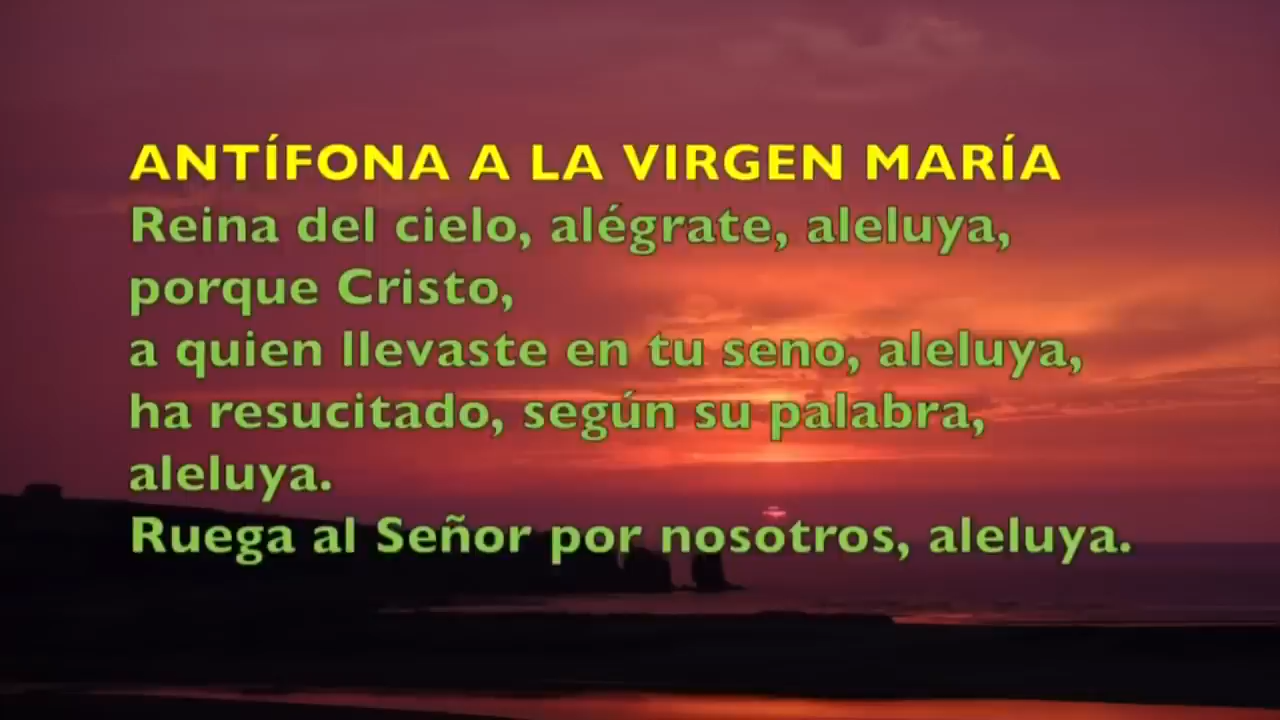 ANTÍFONA A LA VIRGEN MARÍA
Reina del cielo, alégrate, aleluya,
porque Cristo,
a quien llevaste en tu seno, aleluya,
ha resucitado, según su palabra,
aleluya.
Ruega al Señor por nosotros, aleluya.